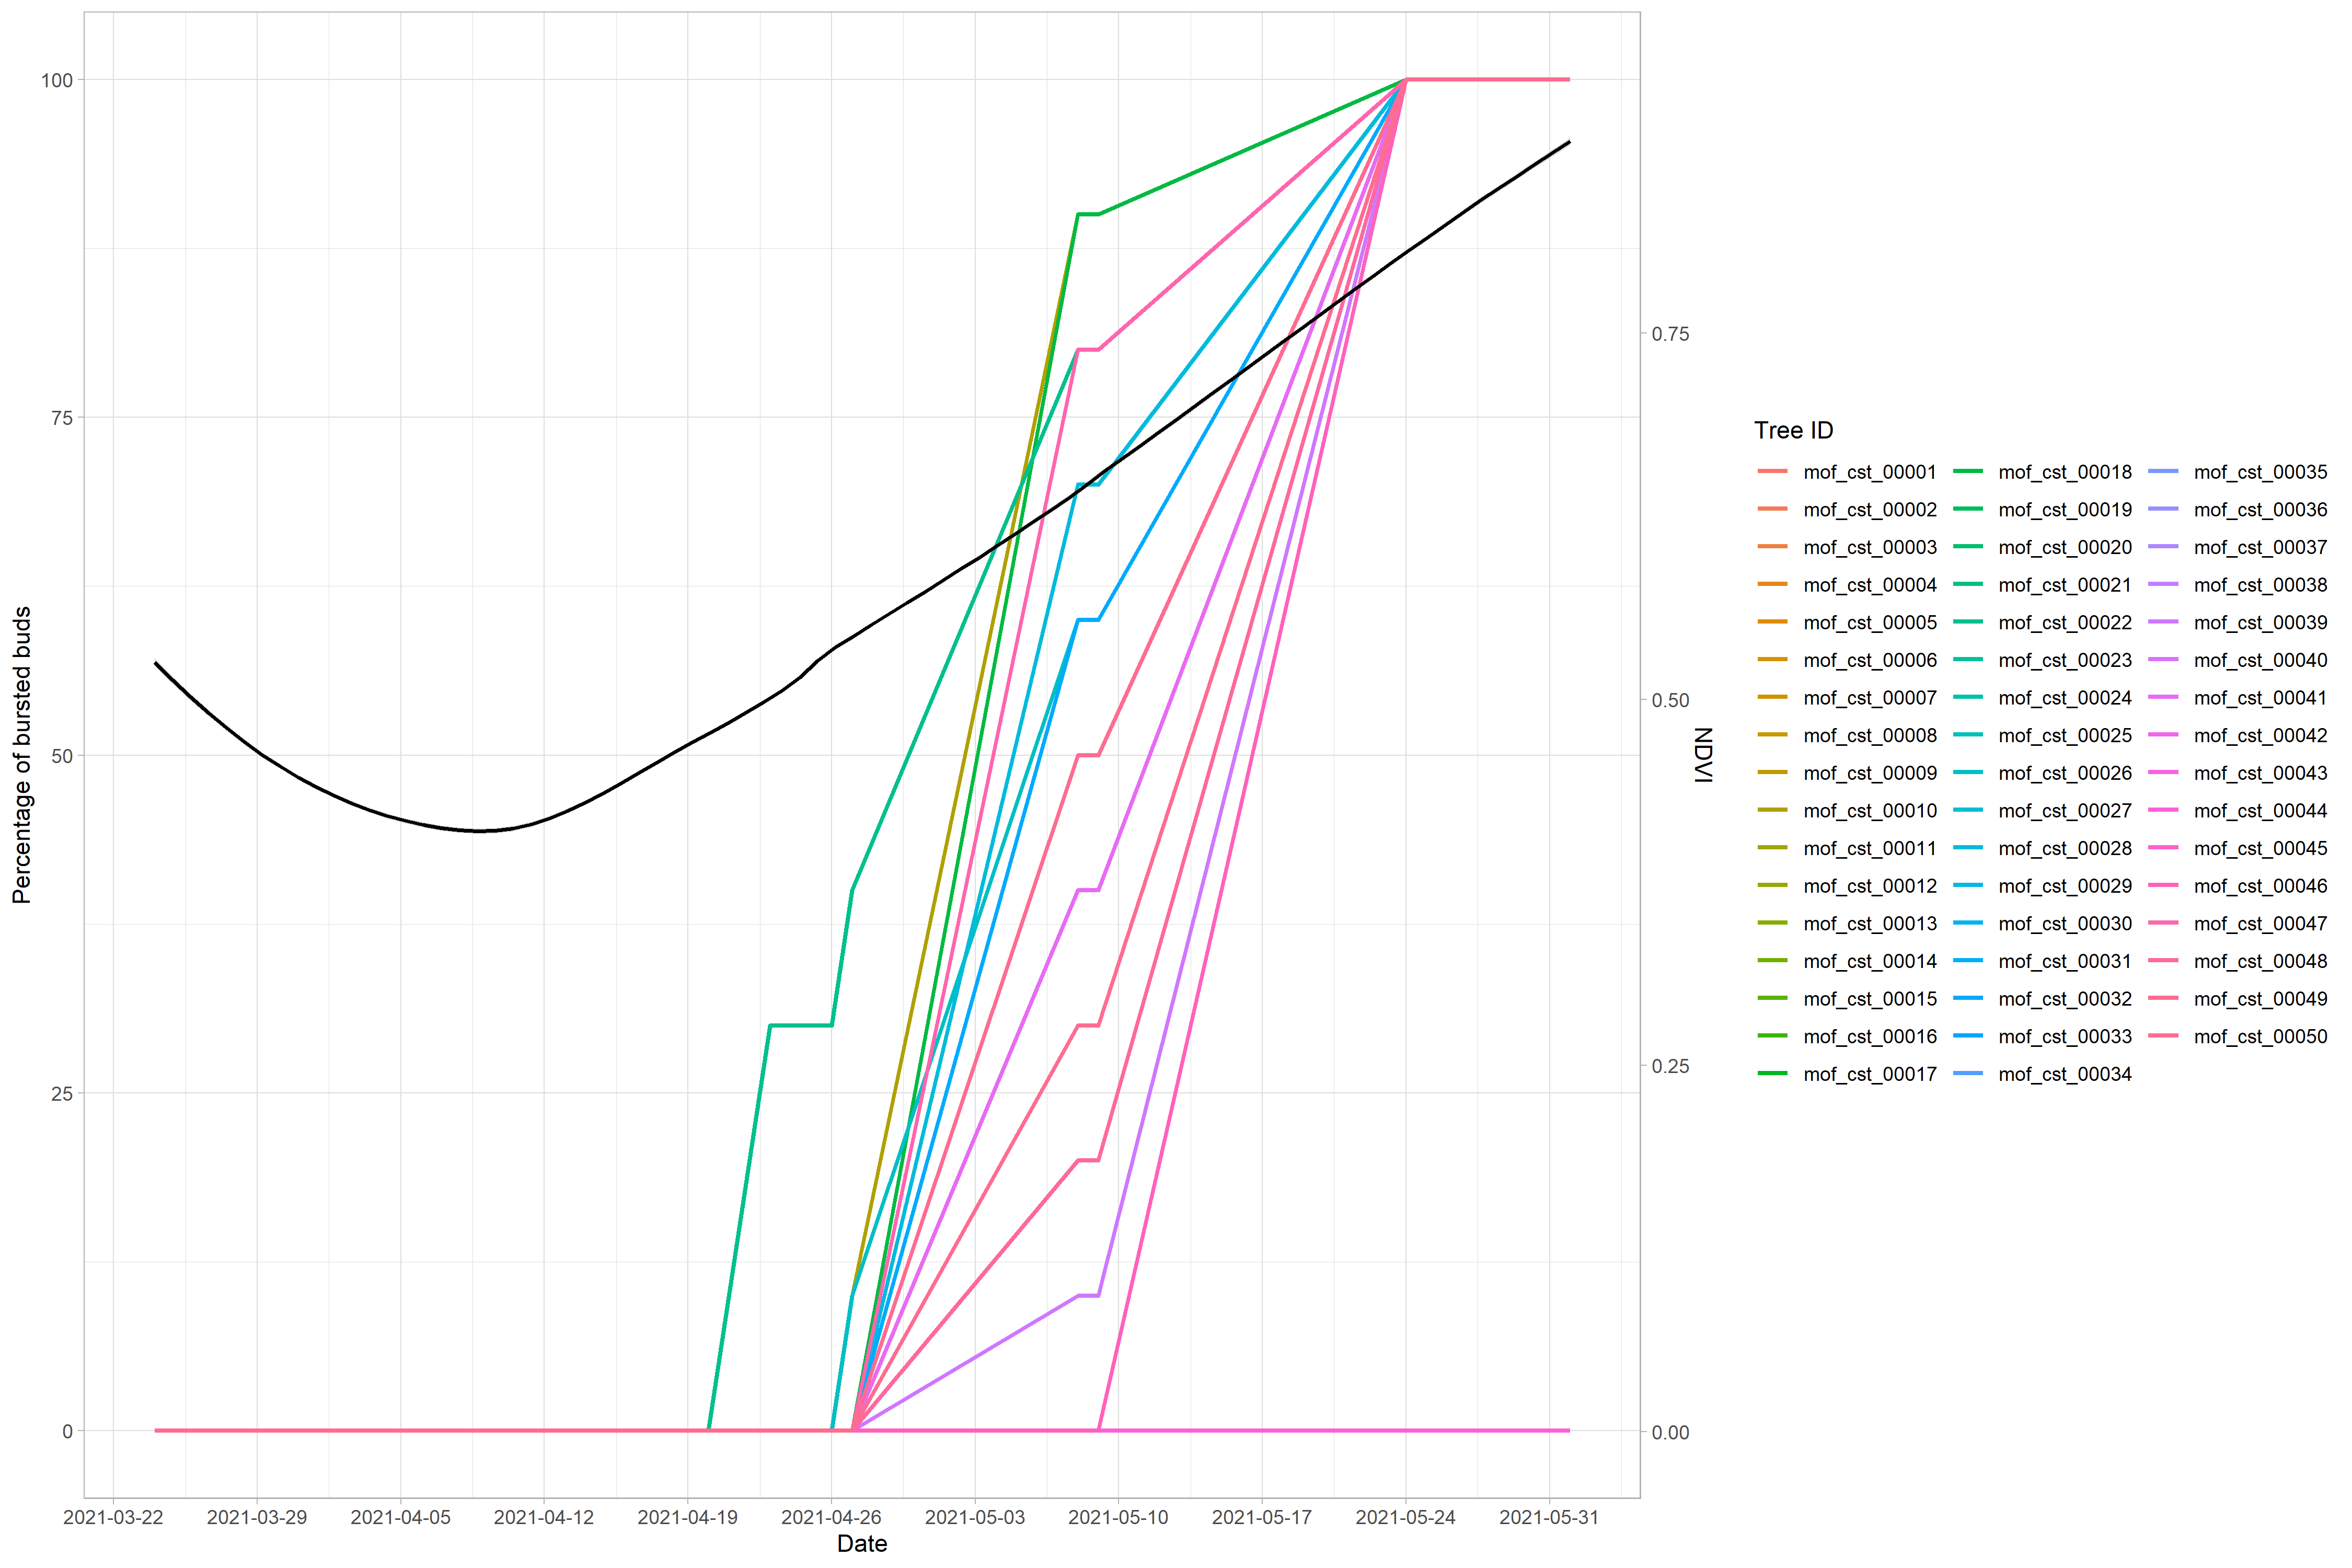 100
75
50
25
0
Percentage of bursted buds
0.75
0.50
0.25
0.00
NDVI
2021-03-22 2021-03-29 2021-04-05 2021-04-12 2021-04-19 2021-04-26 2021-05-03 2021-05-10 2021-05-17 2021-05-24 2021-05-31
Date
Tree ID
mof_cst_00001 mof_cst_00018 mof_cst_00035
mof_cst_00002 mof_cst_00019 mof_cst_00036
mof_cst_00003 mof_cst_00020 mof_cst_00037
mof_cst_00004 mof_cst_00021 mof_cst_00038
mof_cst_00005 mof_cst_00022 mof_cst_00039
mof_cst_00006 mof_cst_00023 mof_cst_00040
mof_cst_00007 mof_cst_00024 mof_cst_00041
mof_cst_00008 mof_cst_00025 mof_cst_00042
mof_cst_00009 mof_cst_00026 mof_cst_00043
mof_cst_00010 mof_cst_00027 mof_cst_00044
mof_cst_00011 mof_cst_00028 mof_cst_00045
mof_cst_00012 mof_cst_00029 mof_cst_00046
mof_cst_00013 mof_cst_00030 mof_cst_00047
mof_cst_00014 mof_cst_00031 mof_cst_00048
mof_cst_00015 mof_cst_00032 mof_cst_00049
mof_cst_00016 mof_cst_00033 mof_cst_00050
mof_cst_00017 mof_cst_00034